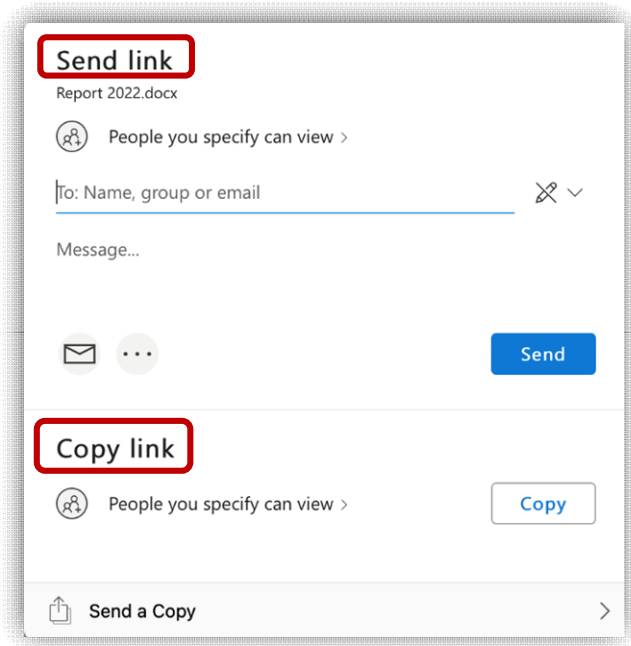 Send link
Report 2022.docx
People you specify can view
To: Name, group or email
Message...
Send
Copy link
People you specify can view
Copy
Send a Copy